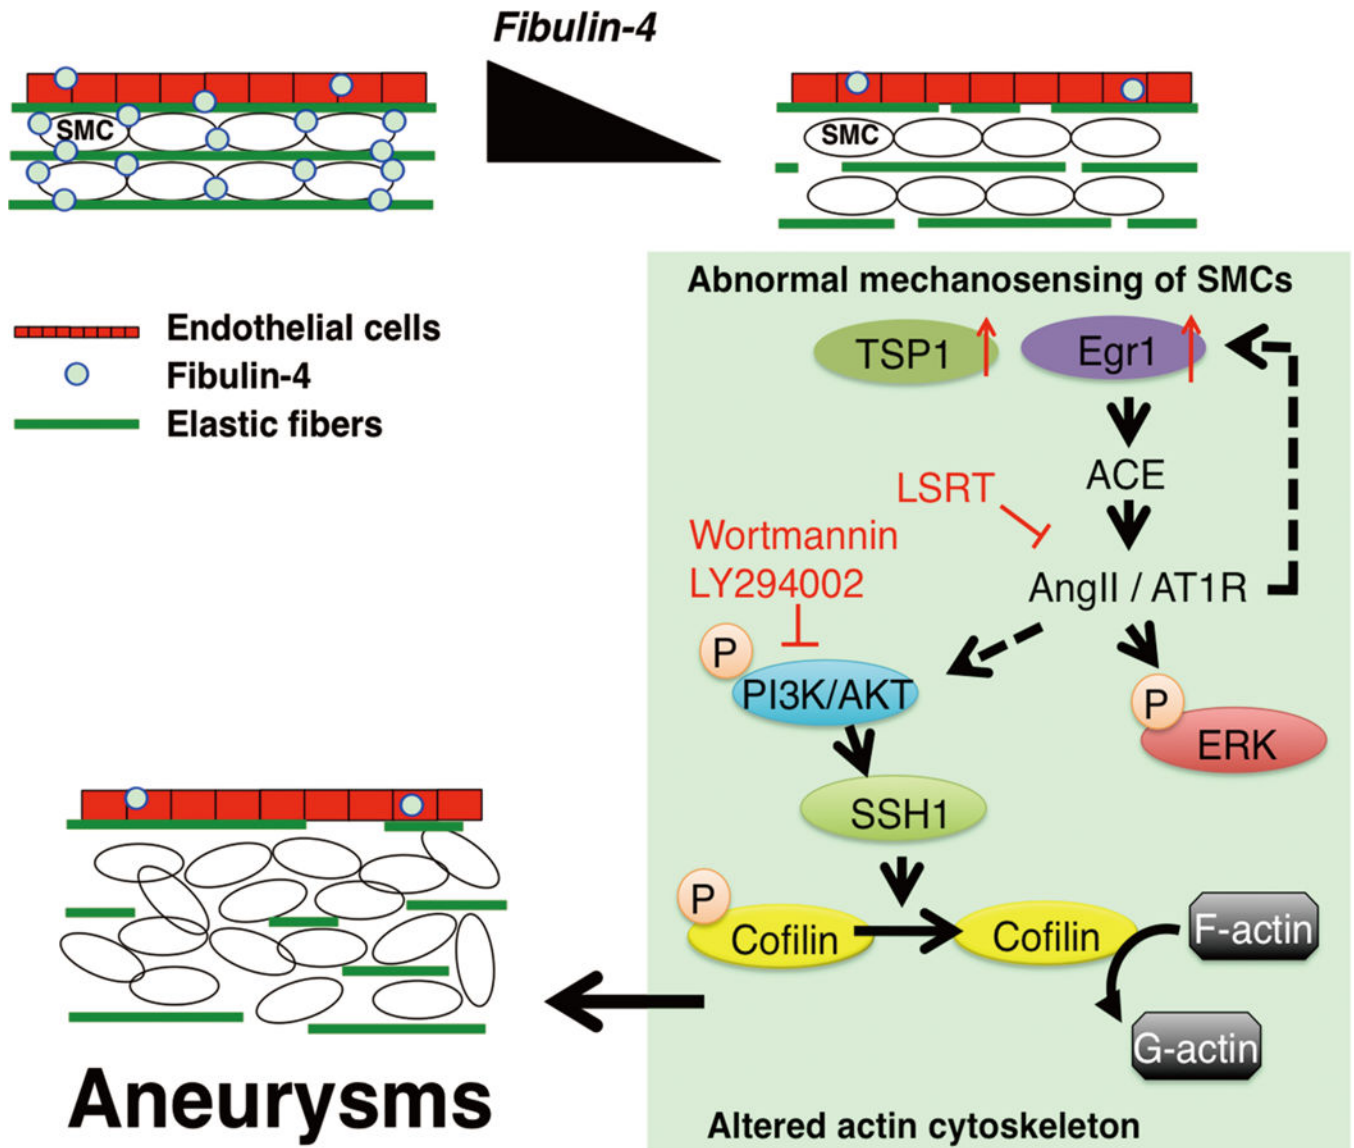 Fibulin-4
SMC
SMC
Endothelial cells
Fibulin-4
Elastic fibers
Abnormal mechanosensing of SMCs
TSP1
Egr1
ACE
LSRT
Wortmannin
LY294002
AngII / AT1R
P
PI3K/AKT
P
ERK
SSH1
P
Cofilin
Cofilin
F-actin
G-actin
Altered actin cytoskeleton
Aneurysms